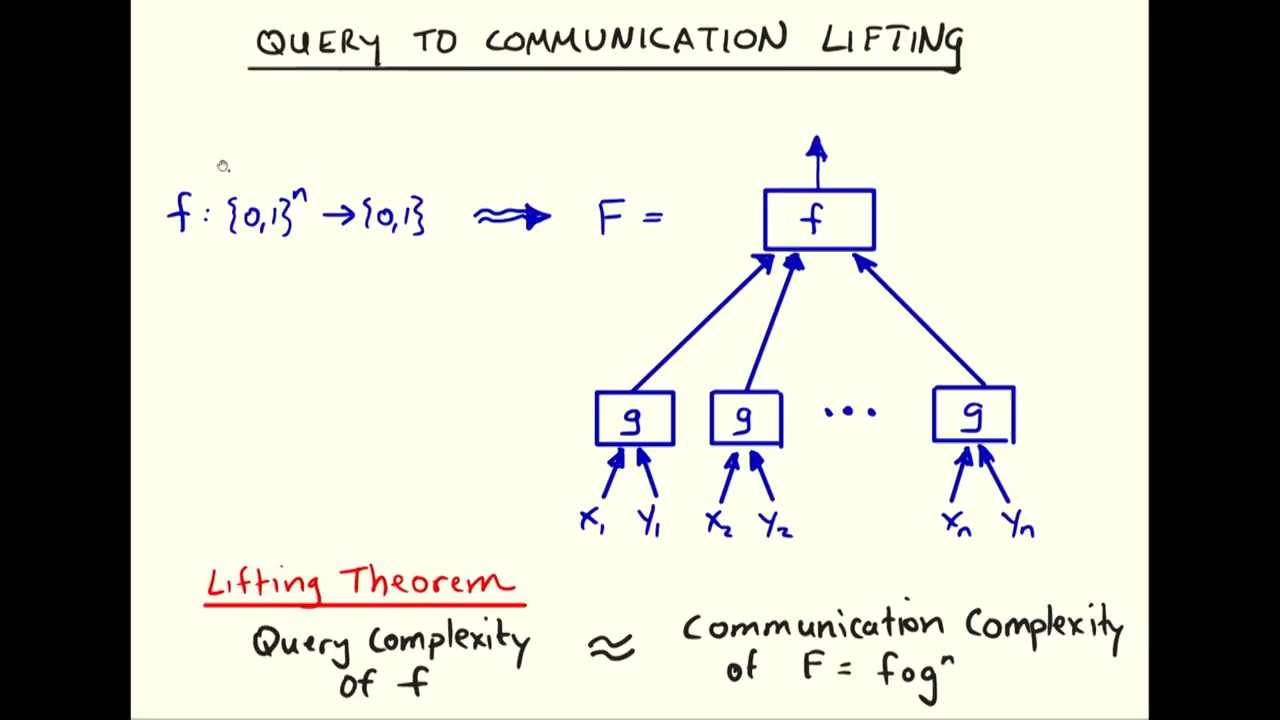 QUERY TO COMMUNICATION LIFTING
f : {0,1}ⁿ → {0,1} ⇒ F = f
g g ... g
x₁ y₁ x₂ y₂ xₙ yₙ
Lifting Theorem
Query Complexity ≈ Communication Complexity
of f of F = fogⁿ